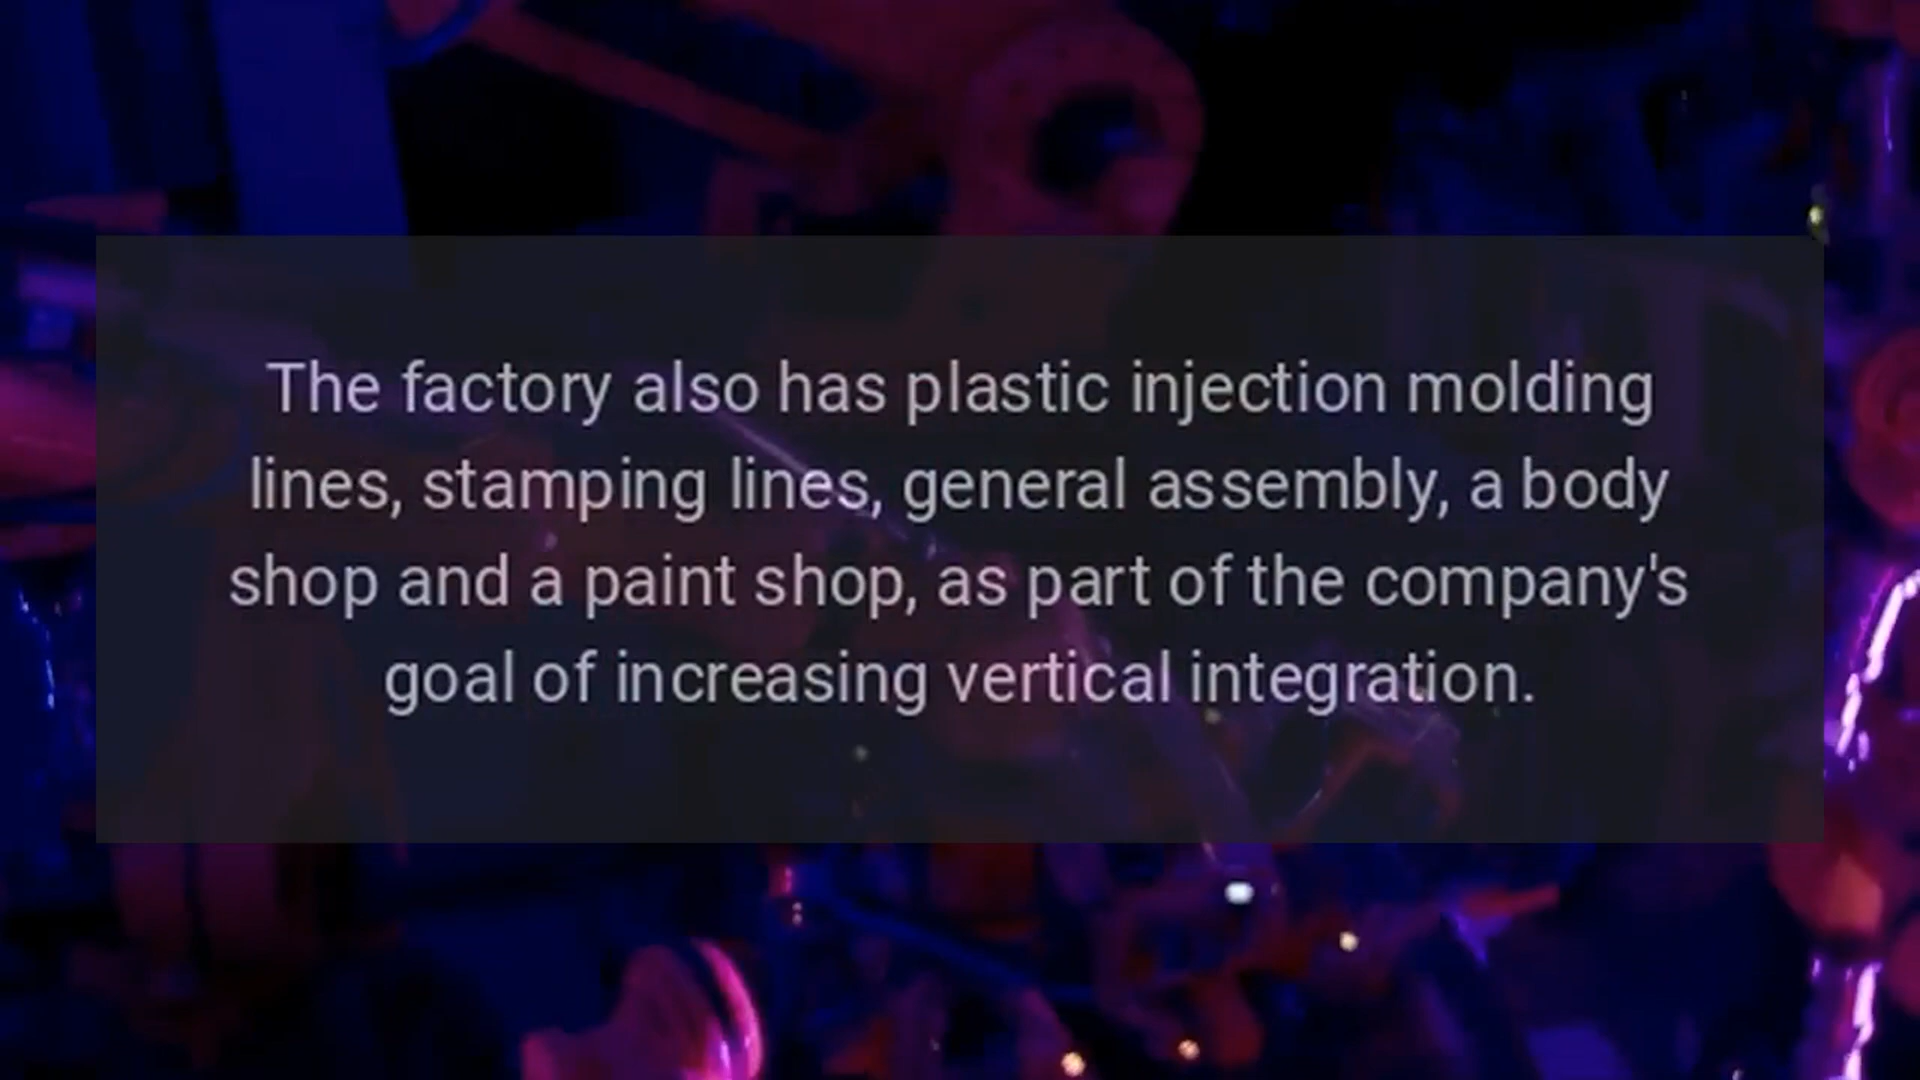 The factory also has plastic injection molding
lines, stamping lines, general assembly, a body
shop and a paint shop, as part of the company's
goal of increasing vertical integration.